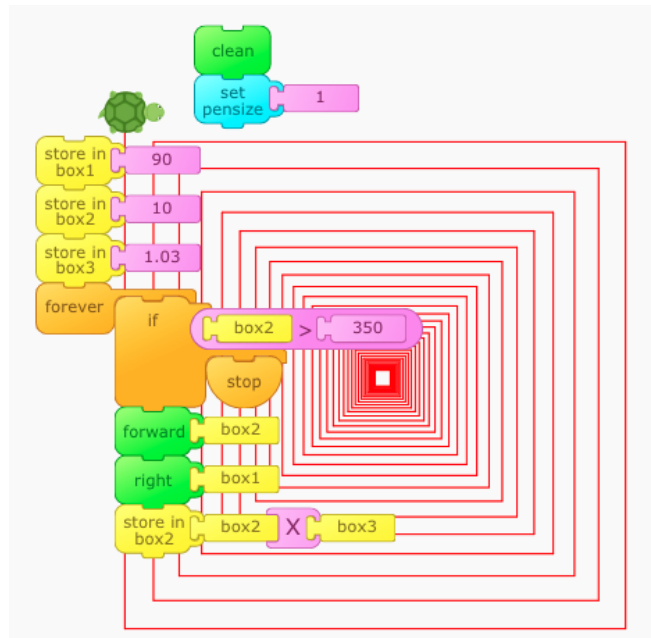 clean
set
pensize
1
store in
box1
90
store in
box2
10
store in
box3
1.03
forever
if
box2
>
350
stop
forward
box2
right
box1
store in
box2
box2
X
box3